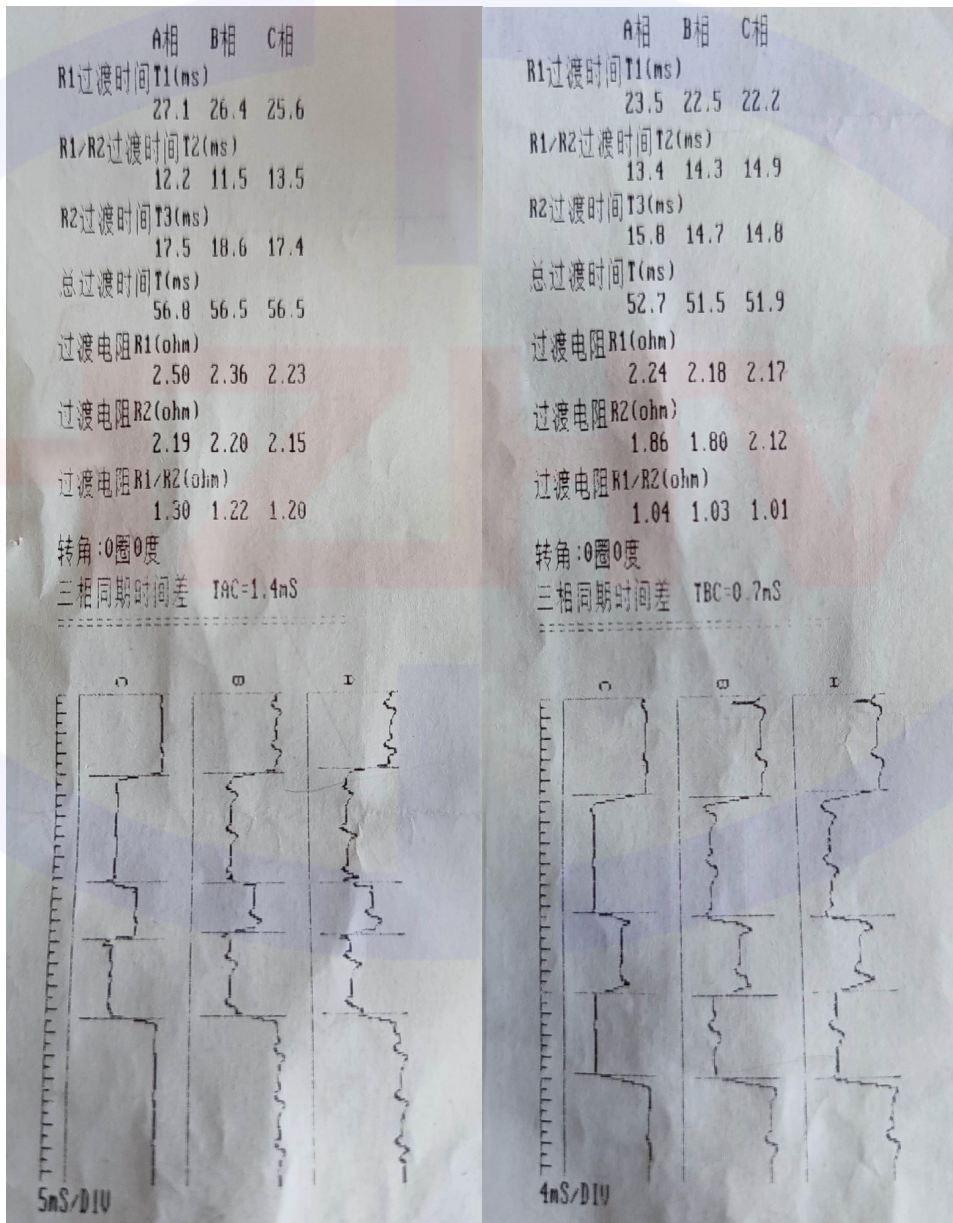 A相 B相 C相
R1过渡时间T1(ms)
27.1 26.4 25.6
R1/R2过渡时间T2(ms)
12.2 11.5 13.5
R2过渡时间T3(ms)
17.5 18.6 17.4
总过渡时间T(ms)
56.8 56.5 56.5
过渡电阻R1(ohm)
2.50 2.36 2.23
过渡电阻R2(ohm)
2.19 2.20 2.15
过渡电阻R1/R2(ohm)
1.30 1.22 1.20
转角:0圈0度
三相同期时间差 TAC=1.4mS
C B A
5mS/DIV
A相 B相 C相
R1过渡时间T1(ms)
23.5 22.5 22.2
R1/R2过渡时间T2(ms)
13.4 14.3 14.9
R2过渡时间T3(ms)
15.8 14.7 14.8
总过渡时间T(ms)
52.7 51.5 51.9
过渡电阻R1(ohm)
2.24 2.18 2.17
过渡电阻R2(ohm)
1.86 1.80 2.12
过渡电阻R1/R2(ohm)
1.04 1.03 1.01
转角:0圈0度
三相同期时间差 TBC=0.7mS
C B A
4mS/DIV